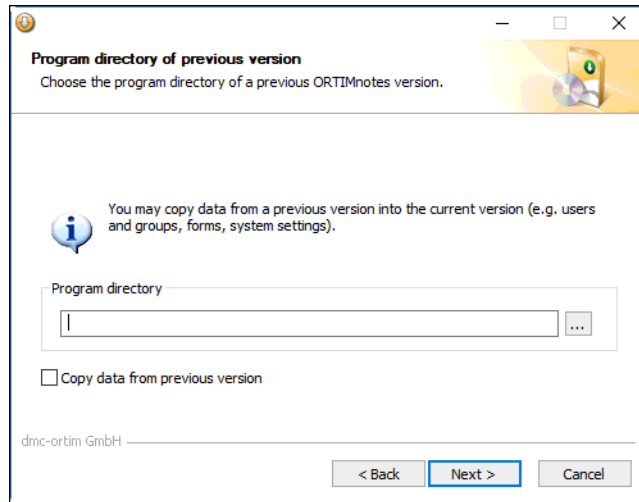 Program directory of previous version
Choose the program directory of a previous ORTIMnotes version.
You may copy data from a previous version into the current version (e.g. users
and groups, forms, system settings).
Program directory
...
Copy data from previous version
dmc-ortim GmbH
< Back
Next >
Cancel